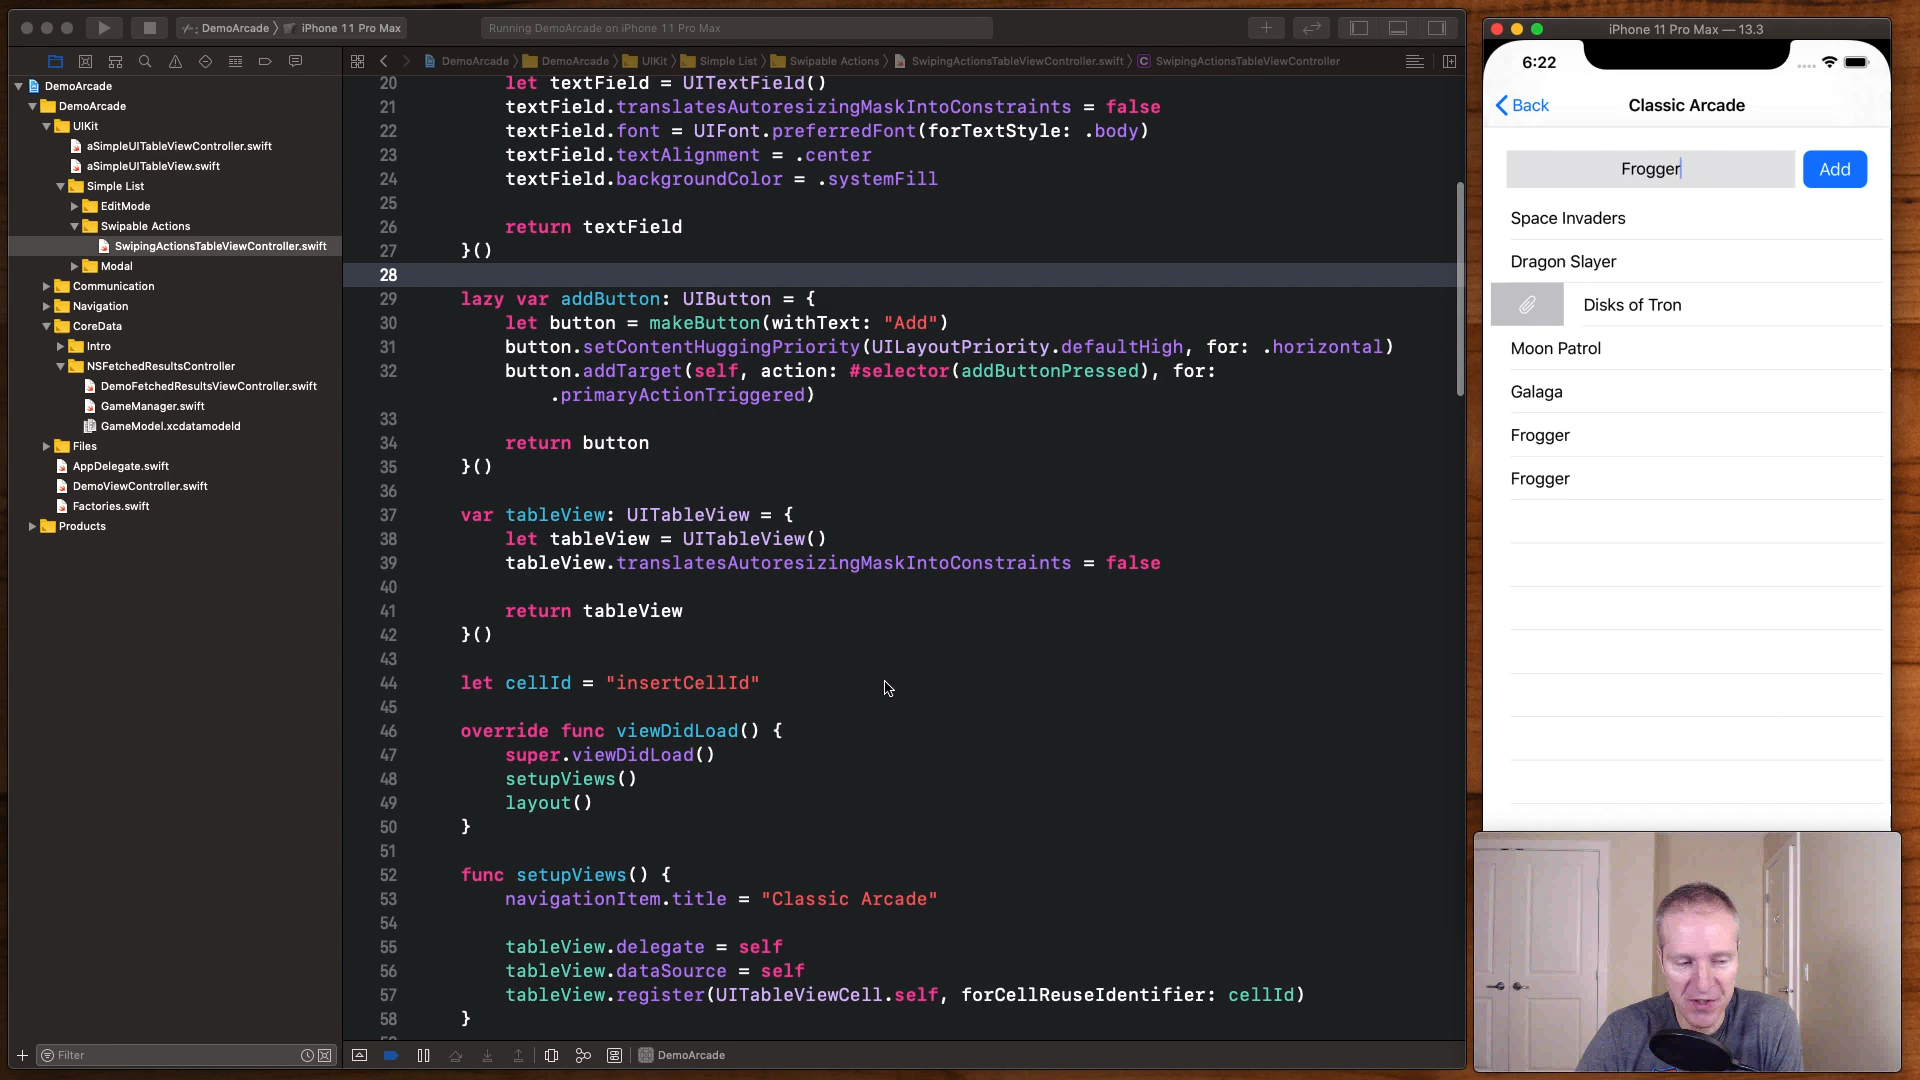 DemoArcade
iPhone 11 Pro Max
Running DemoArcade on iPhone 11 Pro Max
DemoArcade
DemoArcade
UIKit
aSimpleUITableViewController.swift
aSimpleUITableView.swift
Simple List
EditMode
Swipable Actions
SwipingActionsTableViewController.swift
Modal
Communication
Navigation
CoreData
Intro
NSFetchedResultsController
DemoFetchedResultsViewController.swift
GameManager.swift
GameModel.xcdatamodeld
Files
AppDelegate.swift
DemoViewController.swift
Factories.swift
Products
Filter
DemoArcade
DemoArcade
UIKit
Simple List
Swipable Actions
SwipingActionsTableViewController.swift
C
SwipingActionsTableViewController
20 let textField = UITextField()
21 textField.translatesAutoresizingMaskIntoConstraints = false
22 textField.font = UIFont.preferredFont(forTextStyle: .body)
23 textField.textAlignment = .center
24 textField.backgroundColor = .systemFill
25
26 return textField
27 }()
28
29 lazy var addButton: UIButton = {
30 let button = makeButton(withText: "Add")
31 button.setContentHuggingPriority(UILayoutPriority.defaultHigh, for: .horizontal)
32 button.addTarget(self, action: #selector(addButtonPressed), for:
.primaryActionTriggered)
33
34 return button
35 }()
36
37 var tableView: UITableView = {
38 let tableView = UITableView()
39 tableView.translatesAutoresizingMaskIntoConstraints = false
40
41 return tableView
42 }()
43
44 let cellId = "insertCellId"
45
46 override func viewDidLoad() {
47 super.viewDidLoad()
48 setupViews()
49 layout()
50 }
51
52 func setupViews() {
53 navigationItem.title = "Classic Arcade"
54
55 tableView.delegate = self
56 tableView.dataSource = self
57 tableView.register(UITableViewCell.self, forCellReuseIdentifier: cellId)
58 }
DemoArcade
iPhone 11 Pro Max — 13.3
6:22
Back
Classic Arcade
Frogger
Add
Space Invaders
Dragon Slayer
Disks of Tron
Moon Patrol
Galaga
Frogger
Frogger